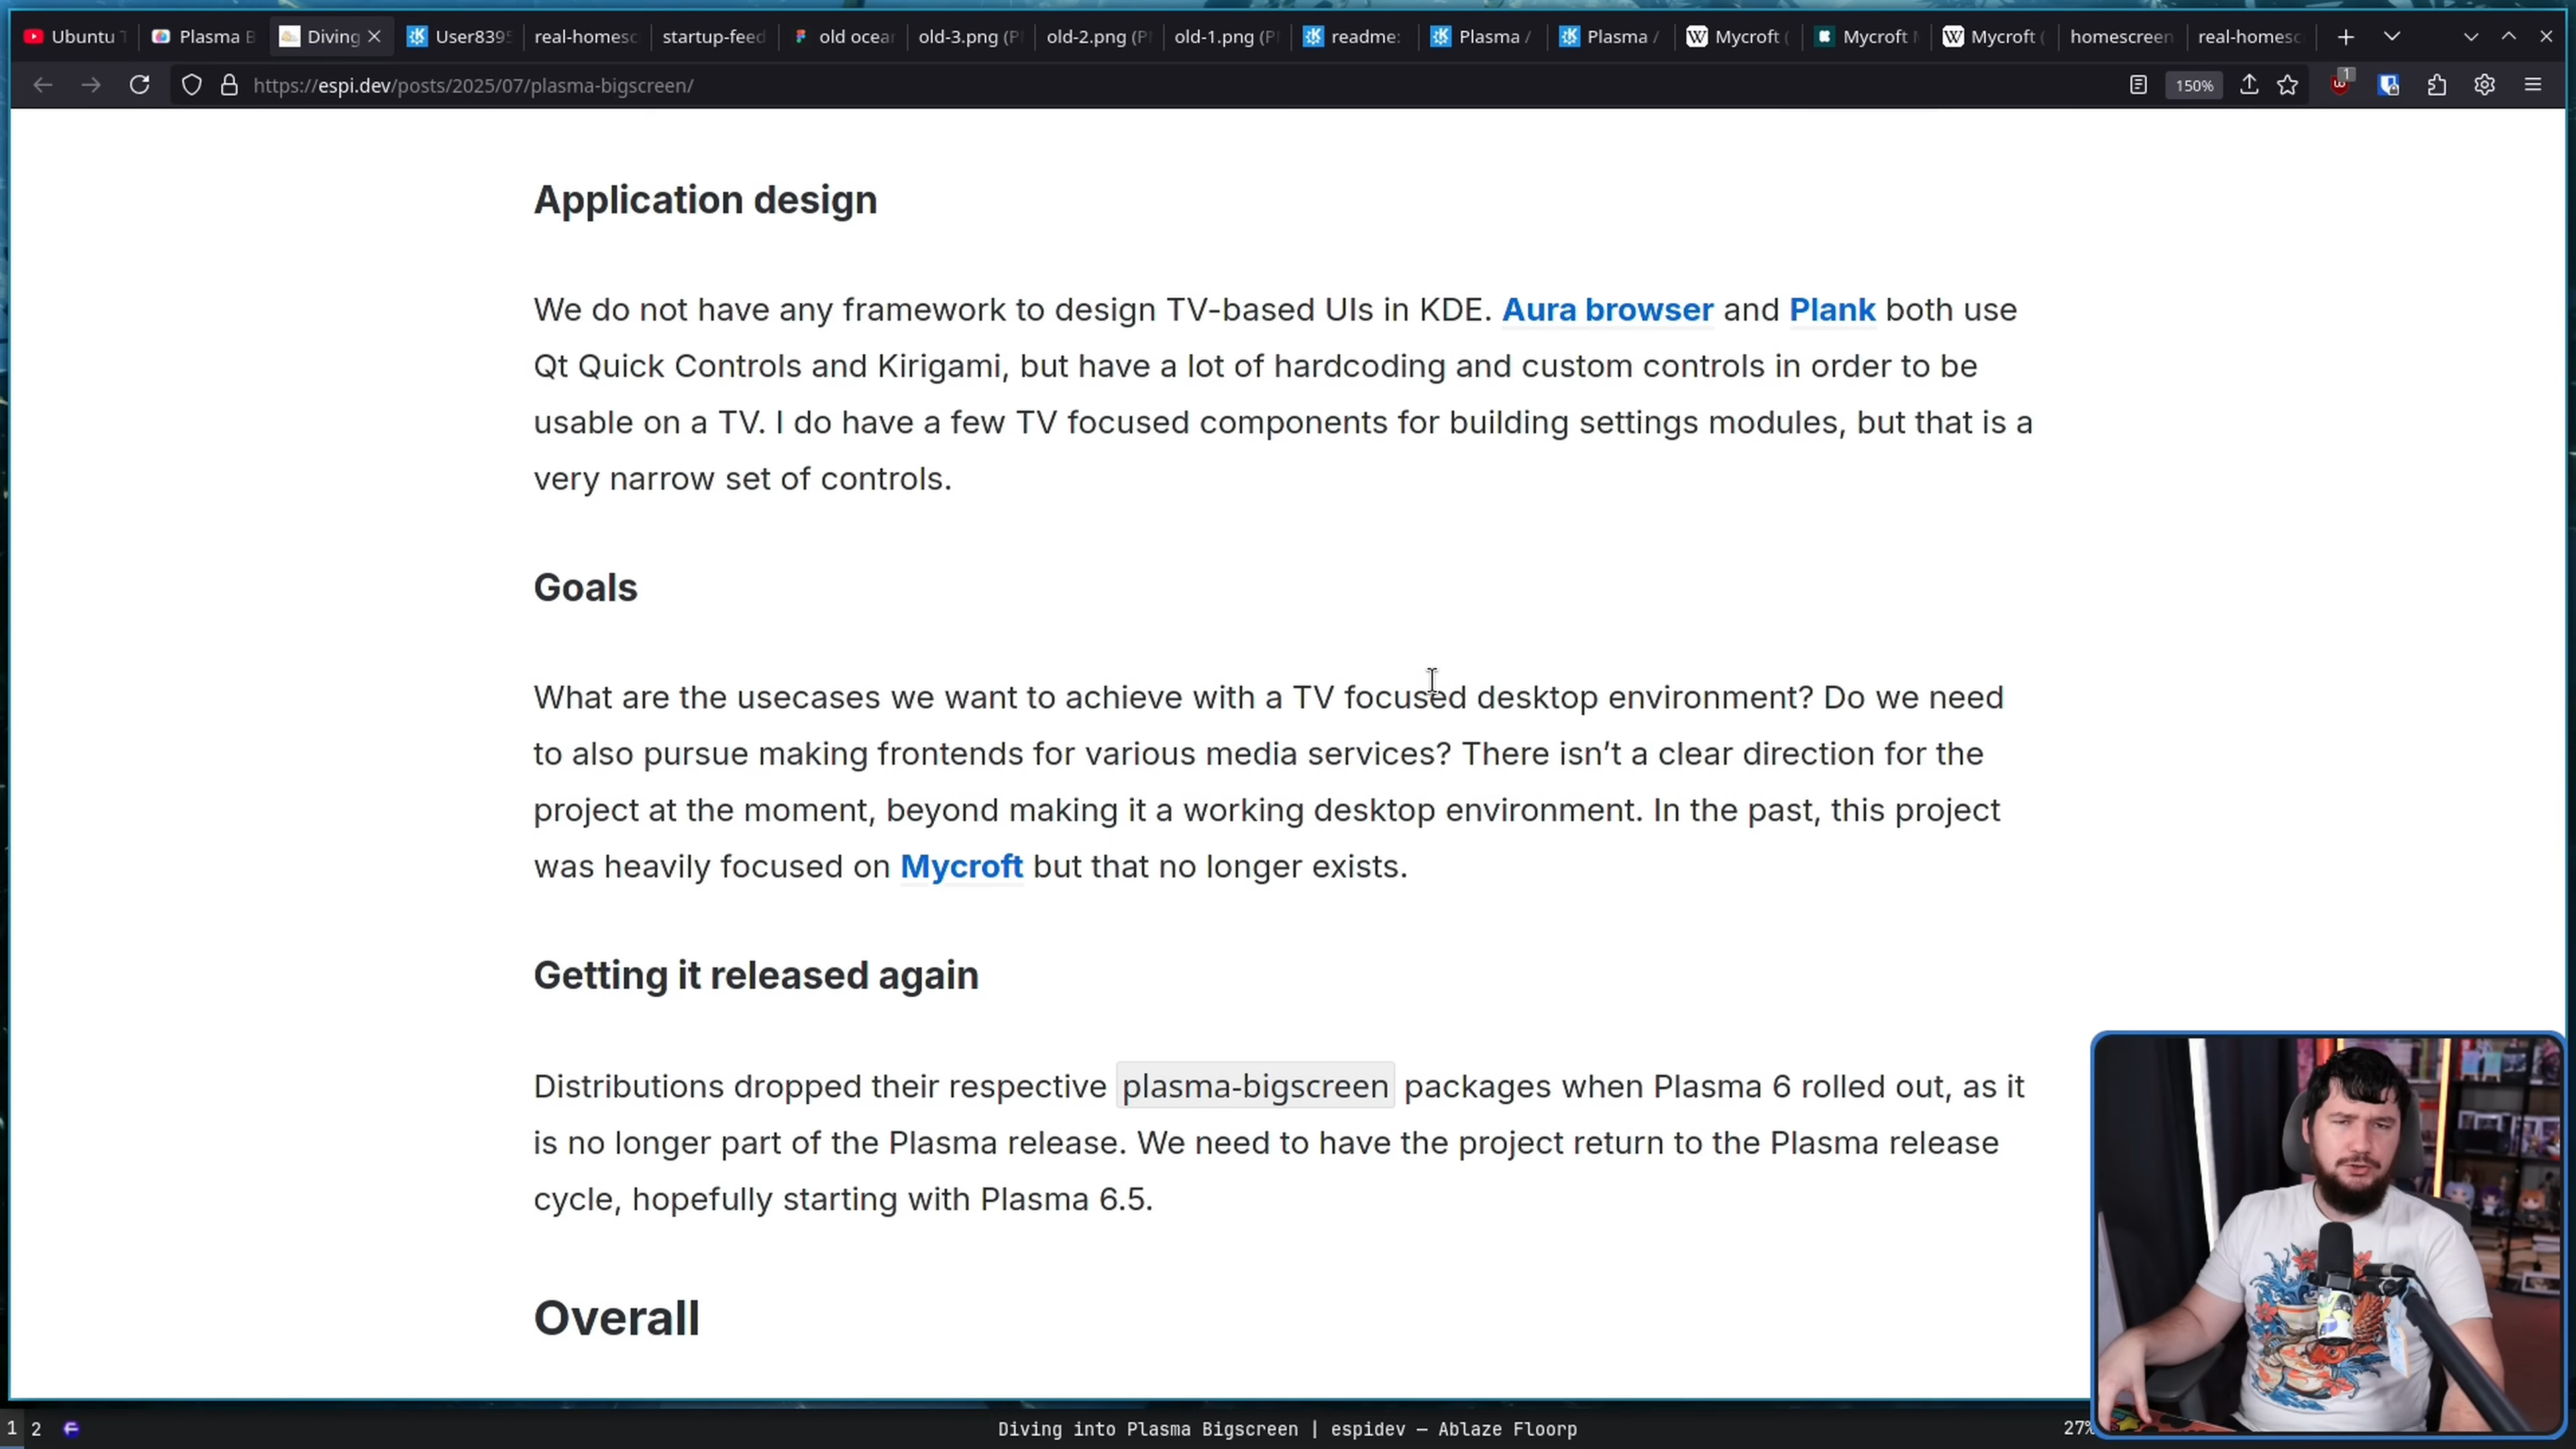 Ubuntu T
Plasma B
Diving
User8395
real-homesc
startup-feed
old ocean
old-3.png (P
old-2.png (P
old-1.png (P
readme:
Plasma /
Plasma /
Mycroft (
Mycroft
Mycroft (
homescreen
real-homesc
https://espi.dev/posts/2025/07/plasma-bigscreen/
150%
1
Application design
We do not have any framework to design TV-based UIs in KDE. Aura browser and Plank both use
Qt Quick Controls and Kirigami, but have a lot of hardcoding and custom controls in order to be
usable on a TV. I do have a few TV focused components for building settings modules, but that is a
very narrow set of controls.
Goals
What are the usecases we want to achieve with a TV focused desktop environment? Do we need
to also pursue making frontends for various media services? There isn’t a clear direction for the
project at the moment, beyond making it a working desktop environment. In the past, this project
was heavily focused on Mycroft but that no longer exists.
Getting it released again
Distributions dropped their respective plasma-bigscreen packages when Plasma 6 rolled out, as it
is no longer part of the Plasma release. We need to have the project return to the Plasma release
cycle, hopefully starting with Plasma 6.5.
Overall
1 2
Diving into Plasma Bigscreen | espidev — Ablaze Floorp
27%